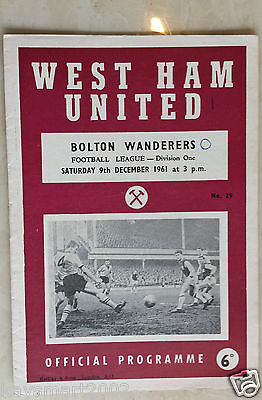 WEST HAM
UNITED
BOLTON WANDERERS
FOOTBALL LEAGUE — Division One
SATURDAY 9th DECEMBER 1961 at 3 p.m.
No. 29
OFFICIAL PROGRAMME 6D